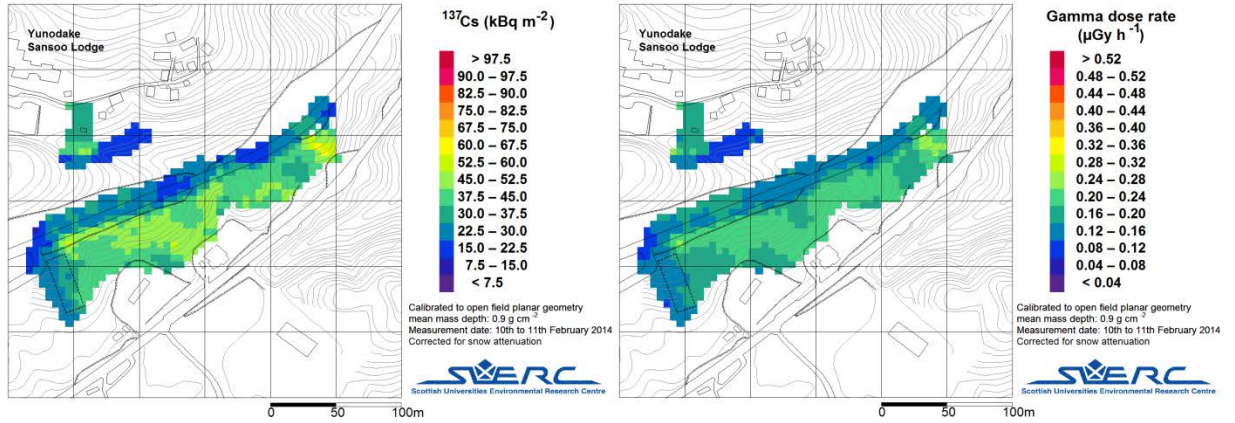 Yunodake
Sansoo Lodge
¹³⁷Cs (kBq m⁻²)
> 97.5
90.0 – 97.5
82.5 – 90.0
75.0 – 82.5
67.5 – 75.0
60.0 – 67.5
52.5 – 60.0
45.0 – 52.5
37.5 – 45.0
30.0 – 37.5
22.5 – 30.0
15.0 – 22.5
7.5 – 15.0
< 7.5
Calibrated to open field planar geometry
mean mass depth: 0.9 g cm⁻²
Measurement date: 10th to 11th February 2014
Corrected for snow attenuation
SUERC
Scottish Universities Environmental Research Centre
0 50 100m
Yunodake
Sansoo Lodge
Gamma dose rate
(µGy h⁻¹)
> 0.52
0.48 – 0.52
0.44 – 0.48
0.40 – 0.44
0.36 – 0.40
0.32 – 0.36
0.28 – 0.32
0.24 – 0.28
0.20 – 0.24
0.16 – 0.20
0.12 – 0.16
0.08 – 0.12
0.04 – 0.08
< 0.04
Calibrated to open field planar geometry
mean mass depth: 0.9 g cm⁻²
Measurement date: 10th to 11th February 2014
Corrected for snow attenuation
SUERC
Scottish Universities Environmental Research Centre
0 50 100m